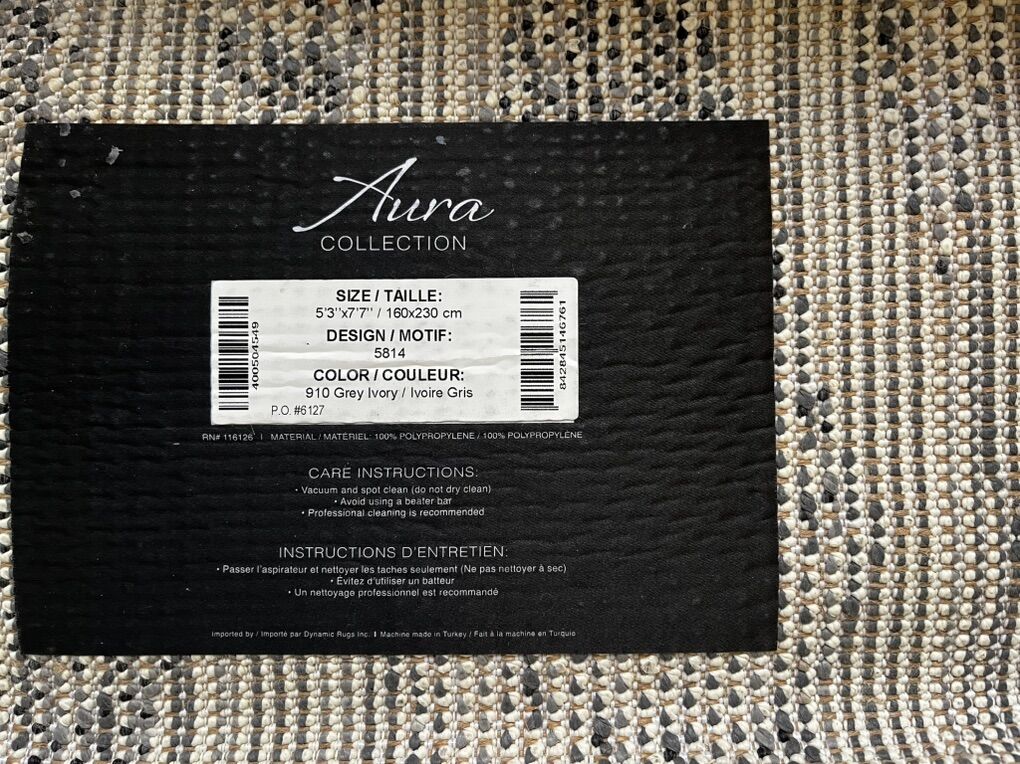 Aura
COLLECTION
SIZE / TAILLE:
5'3''x7'7'' / 160x230 cm
DESIGN / MOTIF:
5814
COLOR / COULEUR:
910 Grey Ivory / Ivoire Gris
P.O. #6127
400504549
842845146761
RN# 116126 | MATERIAL / MATÉRIEL: 100% POLYPROPYLENE / 100% POLYPROPYLÈNE
CARE INSTRUCTIONS:
• Vacuum and spot clean (do not dry clean)
• Avoid using a beater bar
• Professional cleaning is recommended
INSTRUCTIONS D'ENTRETIEN:
• Passer l'aspirateur et nettoyer les taches seulement (Ne pas nettoyer à sec)
• Évitez d'utiliser un batteur
• Un nettoyage professionnel est recommandé
Imported by / Importé par Dynamic Rugs Inc. | Machine made in Turkey / Fait à la machine en Turquie